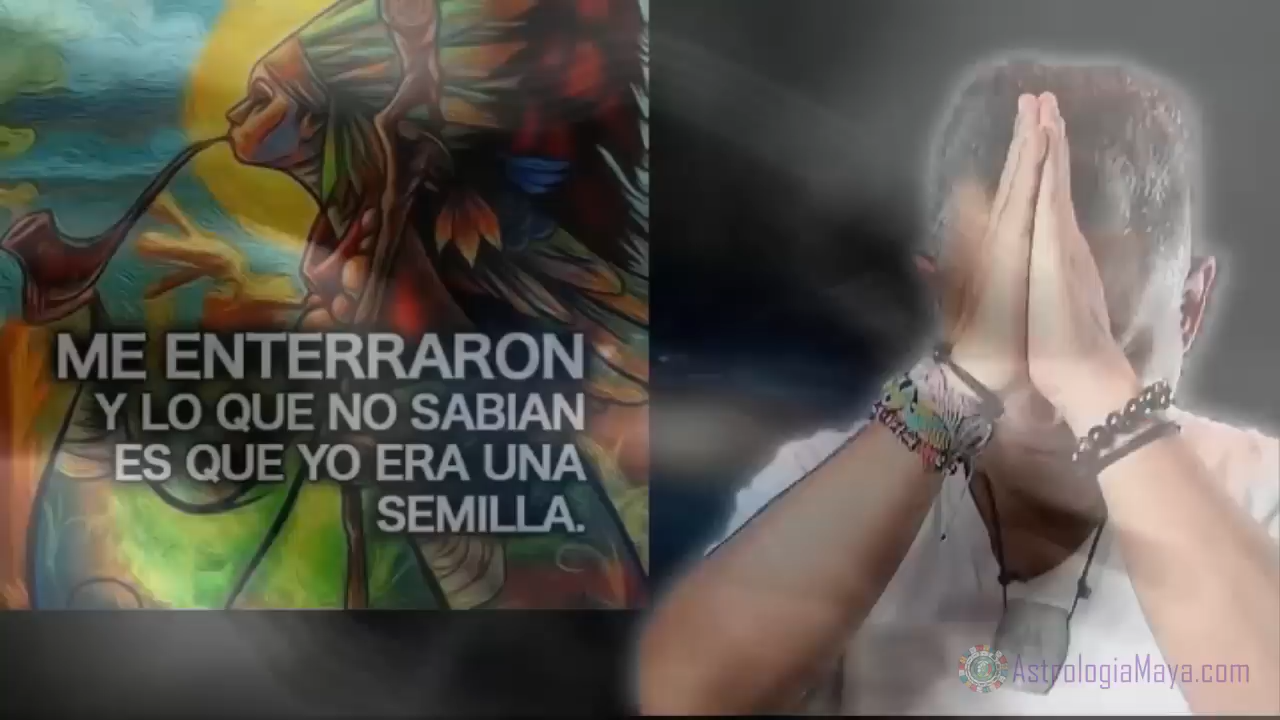 ME ENTERRARON
Y LO QUE NO SABIAN
ES QUE YO ERA UNA
SEMILLA.
AstrologiaMaya.com